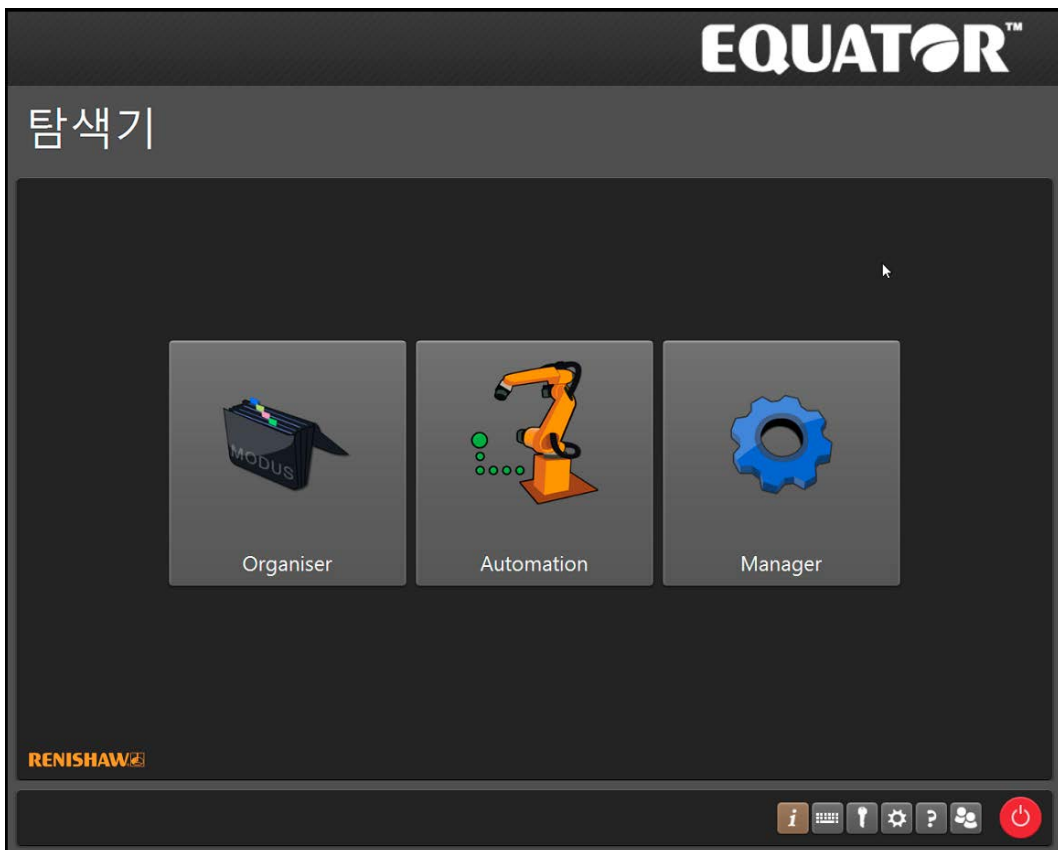 EQUATOR™
탐색기
MODUS
Organiser
Automation
Manager
RENISHAW
i
?